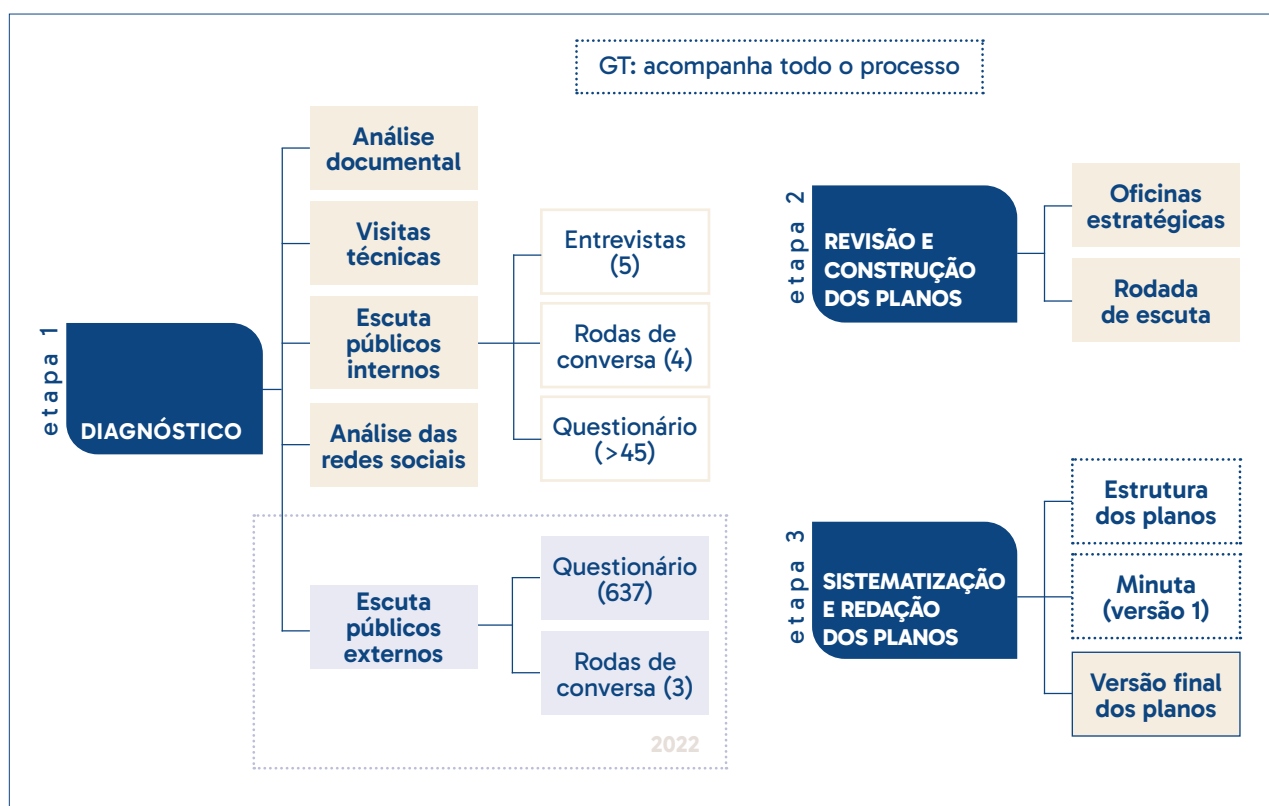 GT: acompanha todo o processo
etapa 1
DIAGNÓSTICO
Análise
documental
Visitas
técnicas
Escuta
públicos
internos
Entrevistas
(5)
Rodas de
conversa (4)
Questionário
(>45)
Análise das
redes sociais
Escuta
públicos
externos
Questionário
(637)
Rodas de
conversa (3)
2022
etapa 2
REVISÃO E
CONSTRUÇÃO
DOS PLANOS
Oficinas
estratégicas
Rodada
de escuta
etapa 3
SISTEMATIZAÇÃO
E REDAÇÃO
DOS PLANOS
Estrutura
dos planos
Minuta
(versão 1)
Versão final
dos planos